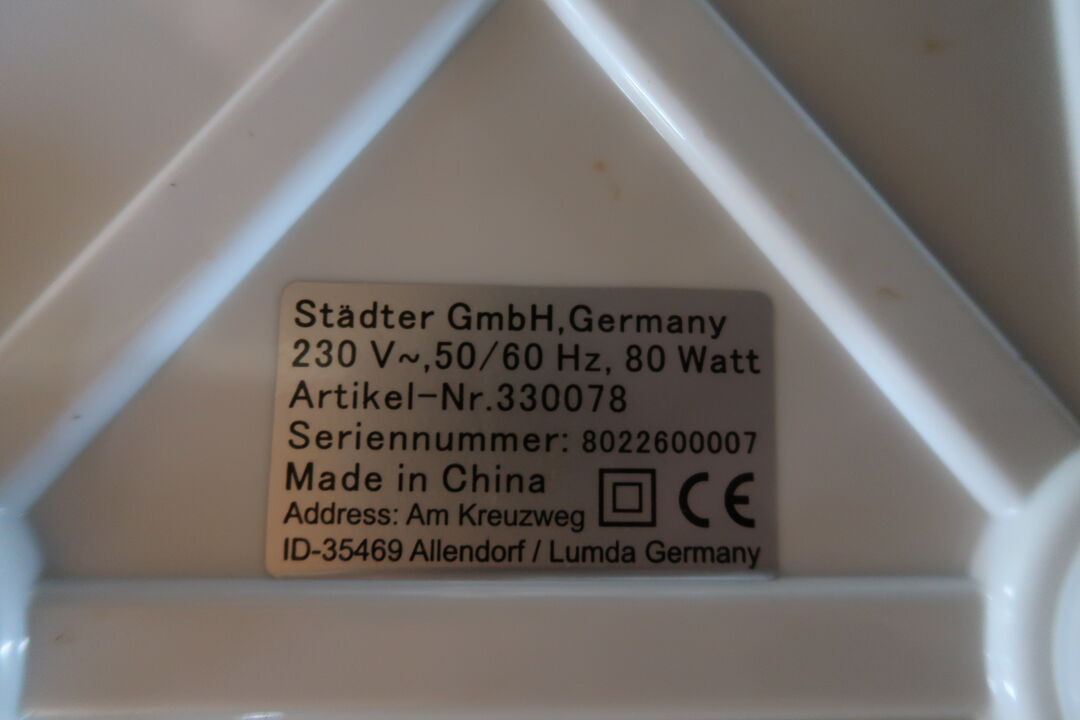 Städter GmbH,Germany
230 V~,50/60 Hz, 80 Watt
Artikel-Nr.330078
Seriennummer: 8022600007
Made in China
Address: Am Kreuzweg
ID-35469 Allendorf / Lumda Germany
CE